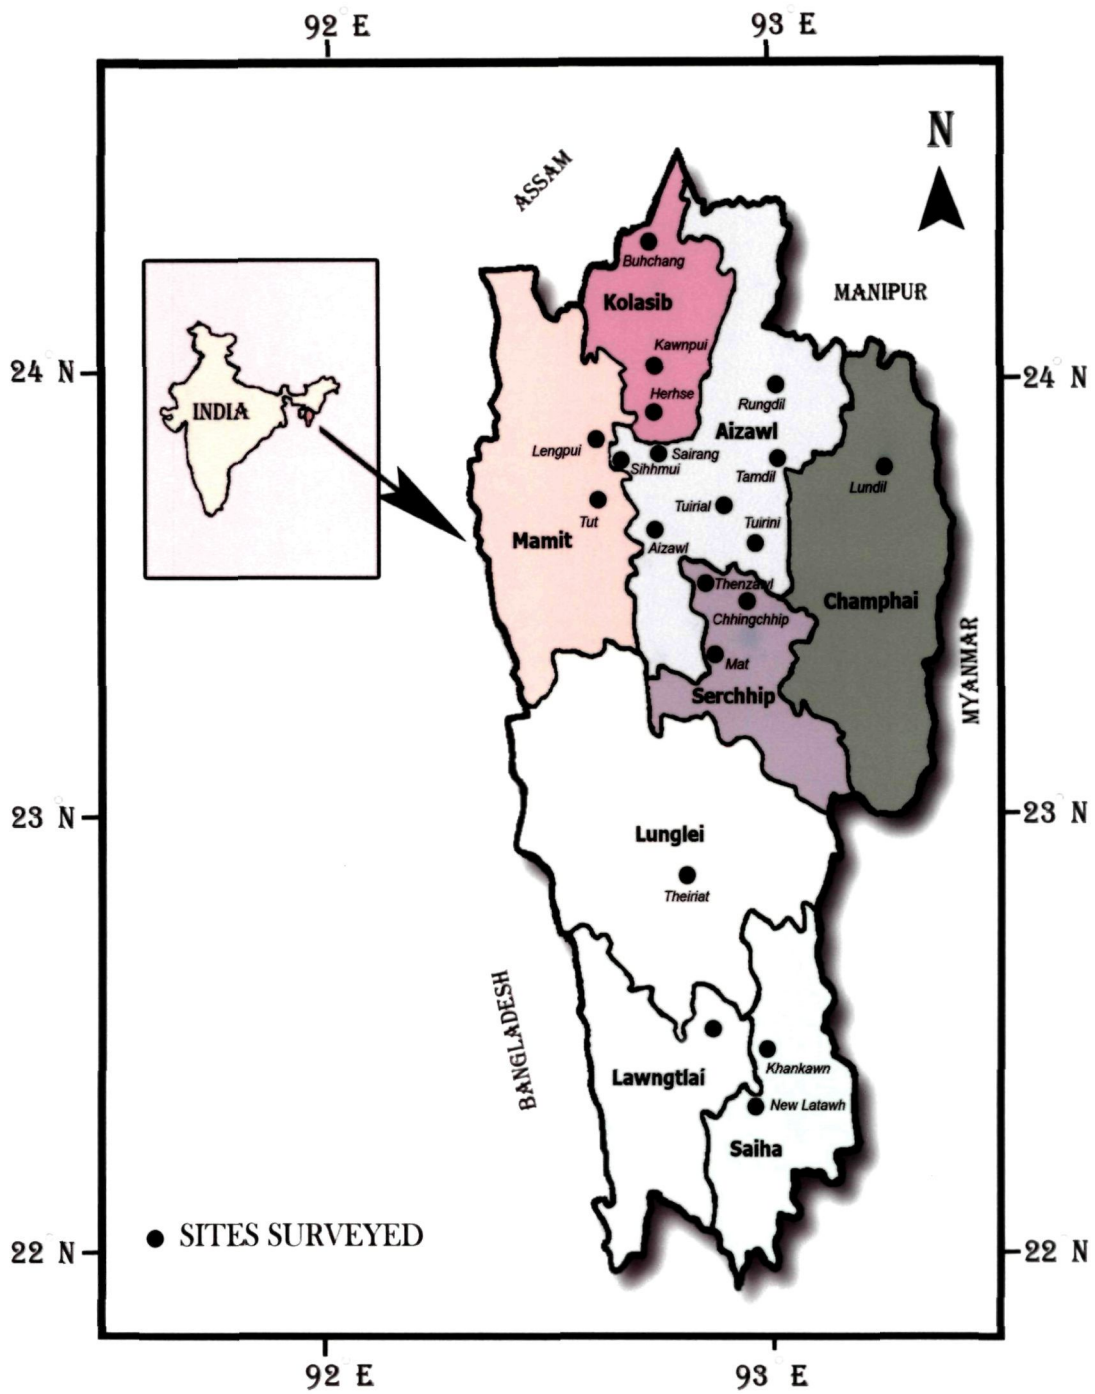 92 E
93 E
N
ASSAM
MANIPUR
Buhchang
Kolasib
Kawnpui
24 N
24 N
Herhse
Rungdil
INDIA
Aizawl
Lengpui
Sairang
Sihhmui
Tamdil
Lundil
Tuirial
Tut
Tuirini
Mamit
Aizawl
Thenzawl
Champhai
Chhingchhip
MYANMAR
Mat
Serchhip
23 N
23 N
Lunglei
Theiriat
BANGLADESH
Khankawn
Lawngtlai
New Latawh
Saiha
SITES SURVEYED
22 N
22 N
92 E
93 E